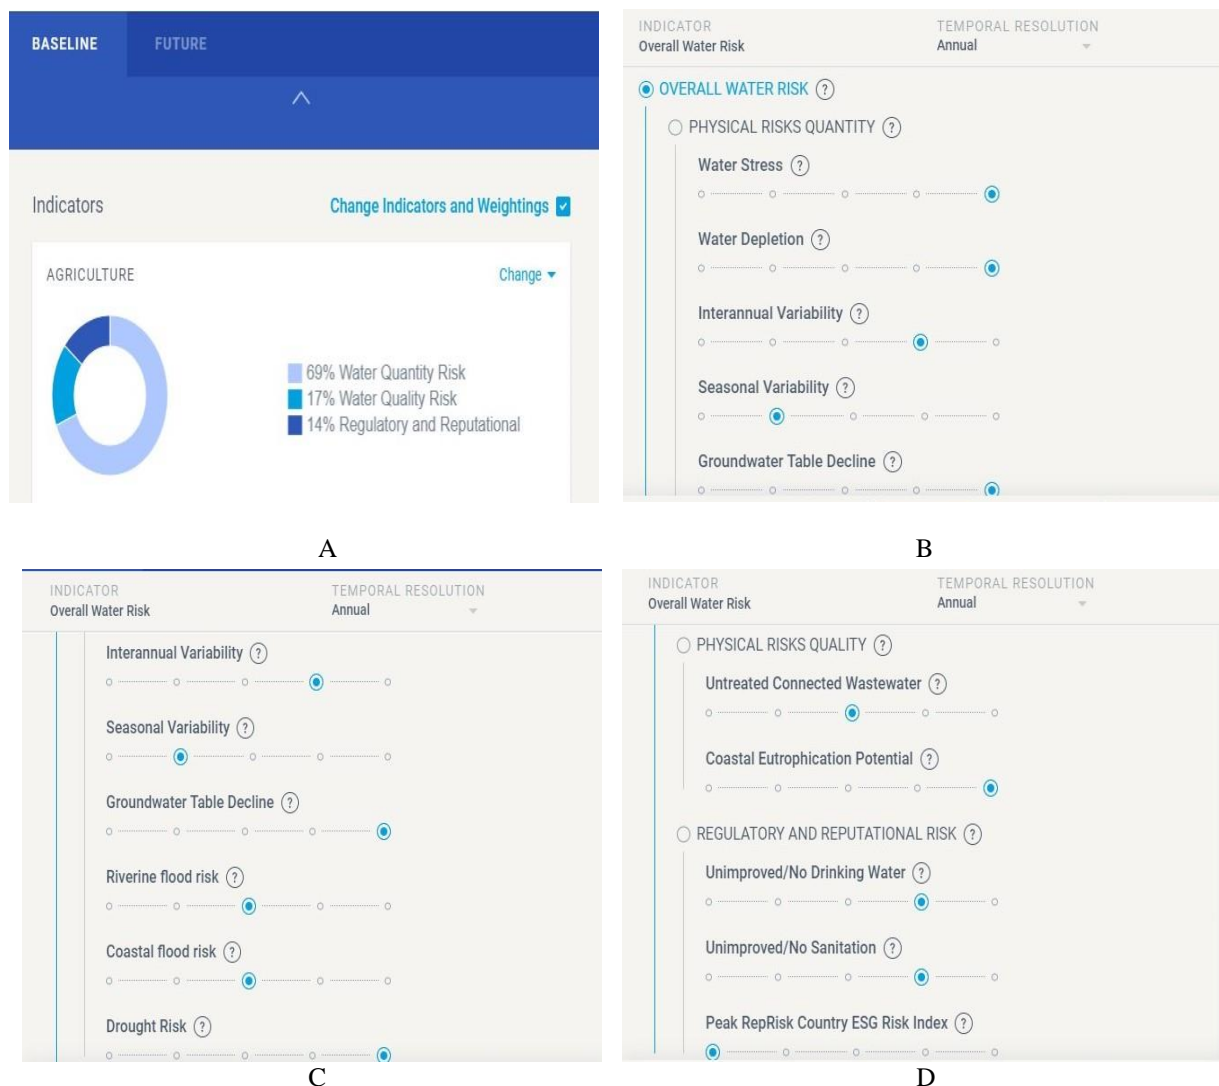 BASELINE FUTURE
Indicators Change Indicators and Weightings
AGRICULTURE Change
69% Water Quantity Risk
17% Water Quality Risk
14% Regulatory and Reputational
A
INDICATOR TEMPORAL RESOLUTION
Overall Water Risk Annual
OVERALL WATER RISK ?
PHYSICAL RISKS QUANTITY ?
Water Stress ?
Water Depletion ?
Interannual Variability ?
Seasonal Variability ?
Groundwater Table Decline ?
B
INDICATOR TEMPORAL RESOLUTION
Overall Water Risk Annual
Interannual Variability ?
Seasonal Variability ?
Groundwater Table Decline ?
Riverine flood risk ?
Coastal flood risk ?
Drought Risk ?
C
INDICATOR TEMPORAL RESOLUTION
Overall Water Risk Annual
PHYSICAL RISKS QUALITY ?
Untreated Connected Wastewater ?
Coastal Eutrophication Potential ?
REGULATORY AND REPUTATIONAL RISK ?
Unimproved/No Drinking Water ?
Unimproved/No Sanitation ?
Peak RepRisk Country ESG Risk Index ?
D